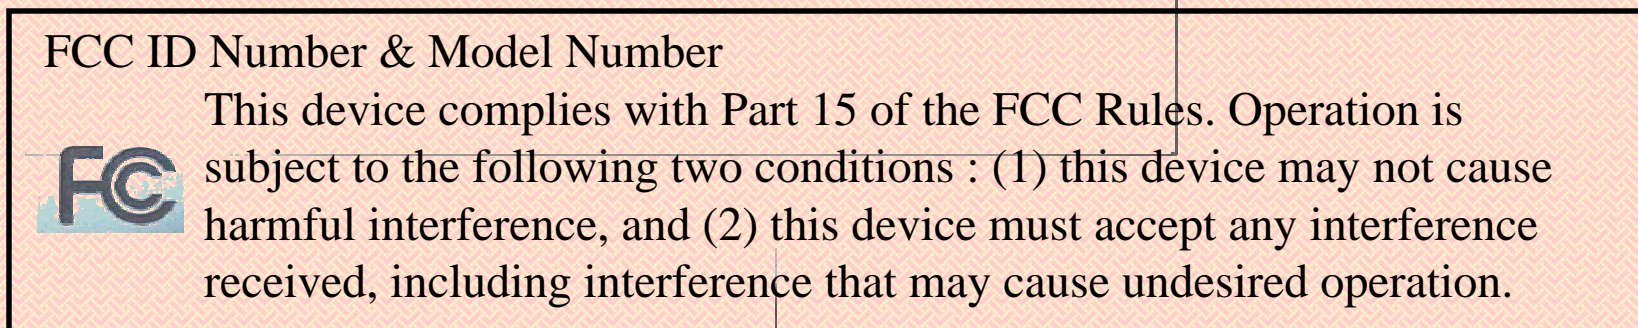 FCC ID Number & Model Number
This device complies with Part 15 of the FCC Rules. Operation is
FC subject to the following two conditions : (1) this device may not cause
harmful interference, and (2) this device must accept any interference
received, including interference that may cause undesired operation.